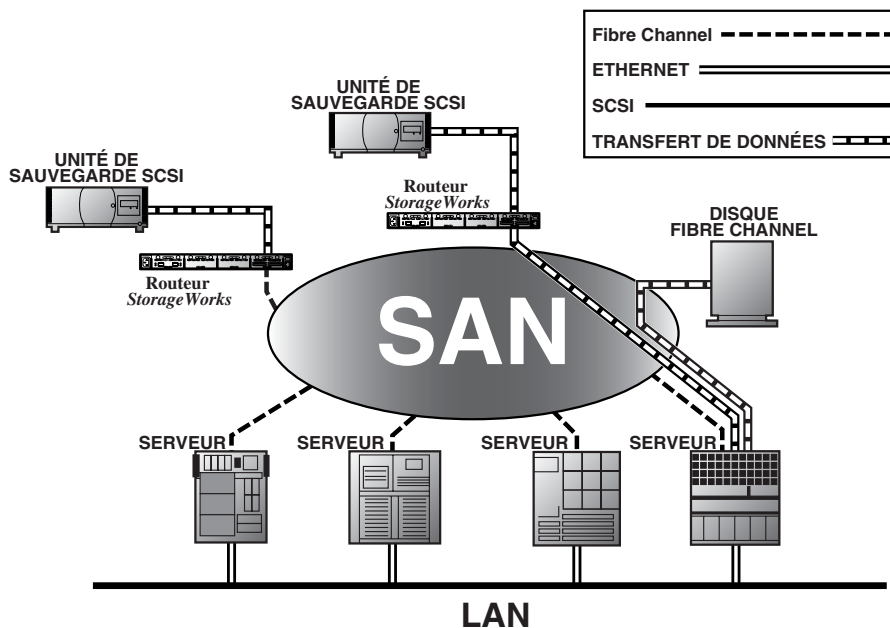 Fibre Channel
ETHERNET
SCSI
TRANSFERT DE DONNÉES
UNITÉ DE
SAUVEGARDE SCSI
UNITÉ DE
SAUVEGARDE SCSI
Routeur
StorageWorks
DISQUE
FIBRE CHANNEL
Routeur
StorageWorks
SAN
SERVEUR
SERVEUR
SERVEUR
SERVEUR
LAN